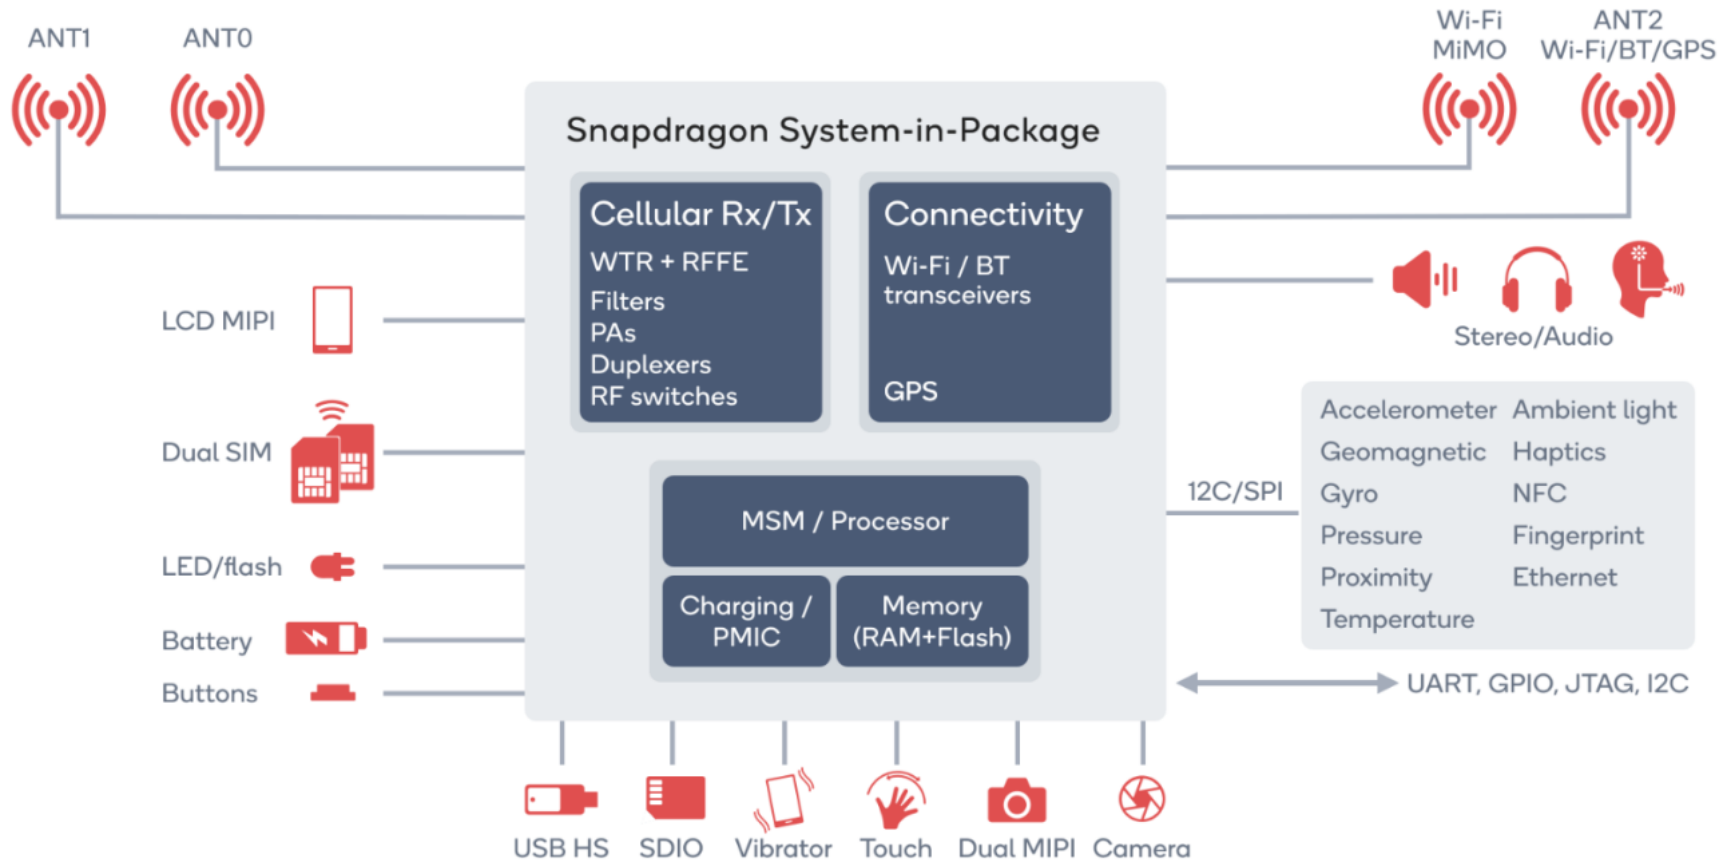 ANT1
ANT0
Wi-Fi
MiMO
ANT2
Wi-Fi/BT/GPS
Snapdragon System-in-Package
Cellular Rx/Tx
WTR + RFFE
Filters
PAs
Duplexers
RF switches
Connectivity
Wi-Fi / BT
transceivers
GPS
MSM / Processor
Charging /
PMIC
Memory
(RAM+Flash)
LCD MIPI
Dual SIM
LED/flash
Battery
Buttons
Stereo/Audio
12C/SPI
Accelerometer
Geomagnetic
Gyro
Pressure
Proximity
Temperature
Ambient light
Haptics
NFC
Fingerprint
Ethernet
UART, GPIO, JTAG, I2C
USB HS
SDIO
Vibrator
Touch
Dual MIPI
Camera